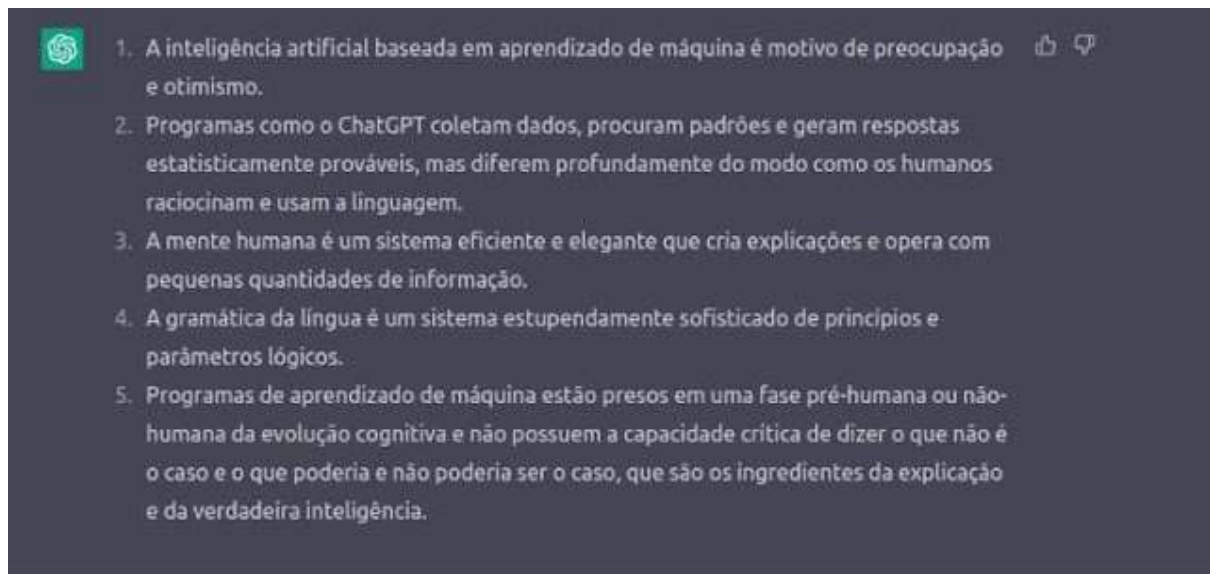 1. A inteligência artificial baseada em aprendizado de máquina é motivo de preocupação
e otimismo.
2. Programas como o ChatGPT coletam dados, procuram padrões e geram respostas
estatisticamente prováveis, mas diferem profundamente do modo como os humanos
raciocinam e usam a linguagem.
3. A mente humana é um sistema eficiente e elegante que cria explicações e opera com
pequenas quantidades de informação.
4. A gramática da língua é um sistema estupendamente sofisticado de princípios e
parâmetros lógicos.
5. Programas de aprendizado de máquina estão presos em uma fase pré-humana ou não-
humana da evolução cognitiva e não possuem a capacidade crítica de dizer o que não é
o caso e o que poderia e não poderia ser o caso, que são os ingredientes da explicação
e da verdadeira inteligência.